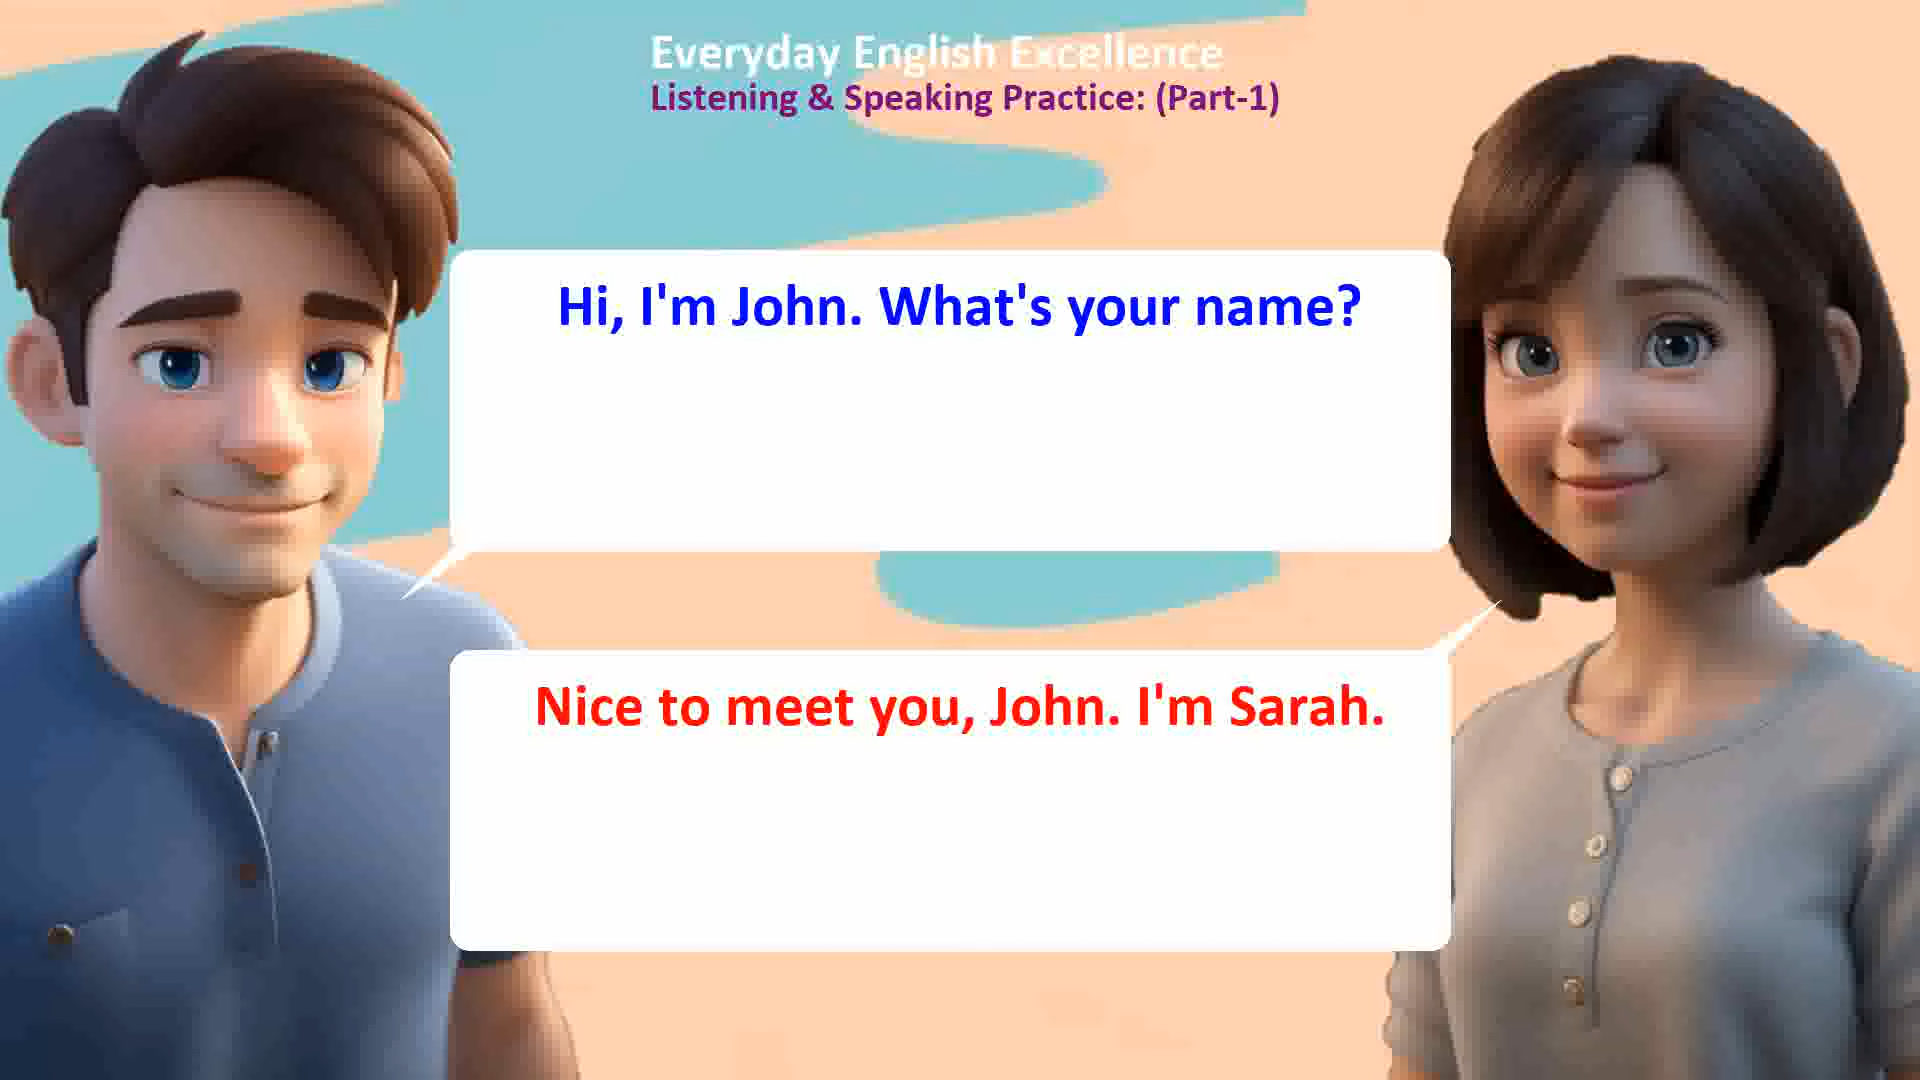 Everyday English Excellence
Listening & Speaking Practice: (Part-1)
Hi, I'm John. What's your name?
Nice to meet you, John. I'm Sarah.